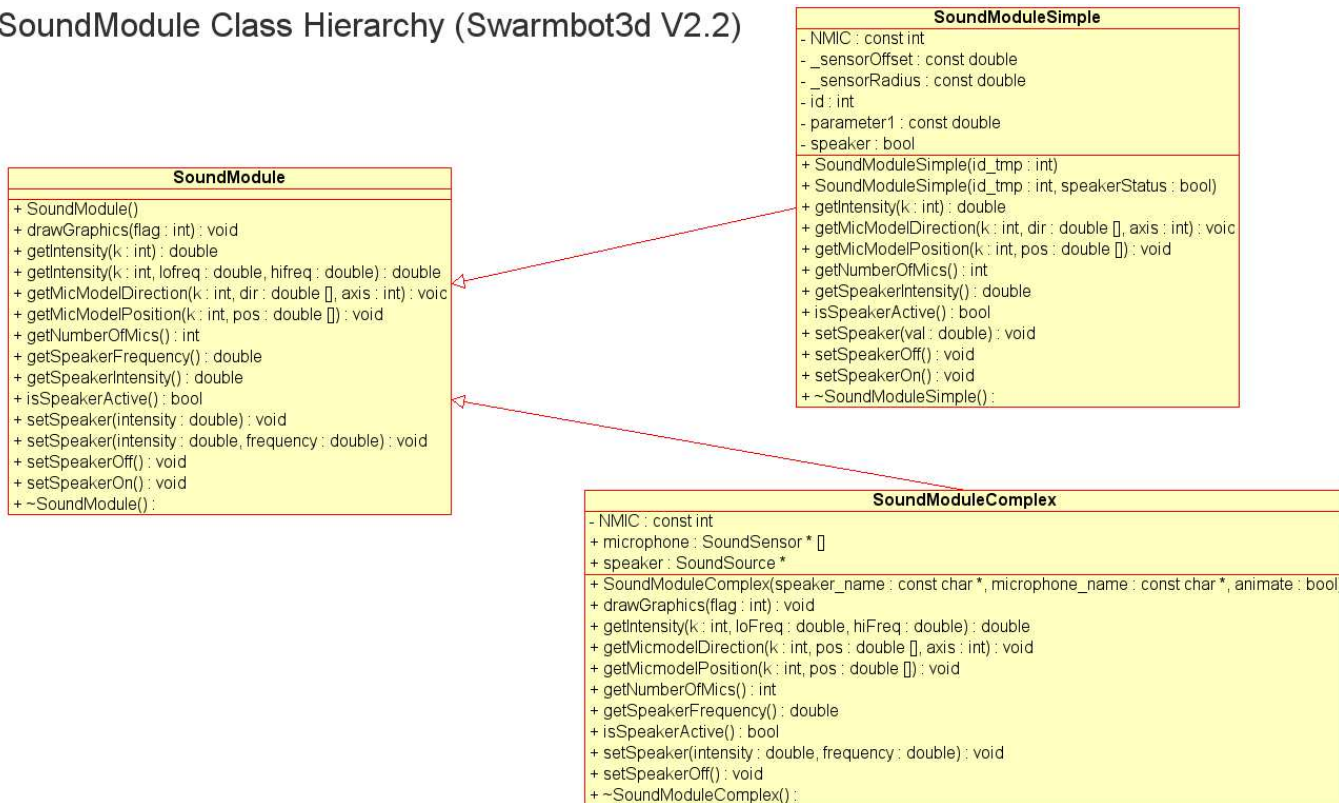 SoundModule Class Hierarchy (Swarmbot3d V2.2)
SoundModuleSimple
- NMIC : const int
- _sensorOffset : const double
- _sensorRadius : const double
- id : int
- parameter1 : const double
- speaker : bool
+ SoundModuleSimple(id_tmp : int)
+ SoundModuleSimple(id_tmp : int, speakerStatus : bool)
+ getIntensity(k : int) : double
+ getMicModelDirection(k : int, dir : double [], axis : int) : voic
+ getMicModelPosition(k : int, pos : double []) : void
+ getNumberOfMics() : int
+ getSpeakerIntensity() : double
+ isSpeakerActive() : bool
+ setSpeaker(val : double) : void
+ setSpeakerOff() : void
+ setSpeakerOn() : void
+ ~SoundModuleSimple() :
SoundModule
+ SoundModule()
+ drawGraphics(flag : int) : void
+ getIntensity(k : int) : double
+ getIntensity(k : int, lofreq : double, hifreq : double) : double
+ getMicModelDirection(k : int, dir : double [], axis : int) : voic
+ getMicModelPosition(k : int, pos : double []) : void
+ getNumberOfMics() : int
+ getSpeakerFrequency() : double
+ getSpeakerIntensity() : double
+ isSpeakerActive() : bool
+ setSpeaker(intensity : double) : void
+ setSpeaker(intensity : double, frequency : double) : void
+ setSpeakerOff() : void
+ setSpeakerOn() : void
+ ~SoundModule() :
SoundModuleComplex
- NMIC : const int
+ microphone : SoundSensor * []
+ speaker : SoundSource *
+ SoundModuleComplex(speaker_name : const char *, microphone_name : const char *, animate : bool)
+ drawGraphics(flag : int) : void
+ getIntensity(k : int, loFreq : double, hiFreq : double) : double
+ getMicmodelDirection(k : int, pos : double [], axis : int) : void
+ getMicmodelPosition(k : int, pos : double []) : void
+ getNumberOfMics() : int
+ getSpeakerFrequency() : double
+ isSpeakerActive() : bool
+ setSpeaker(intensity : double, frequency : double) : void
+ setSpeakerOff() : void
+ ~SoundModuleComplex() :